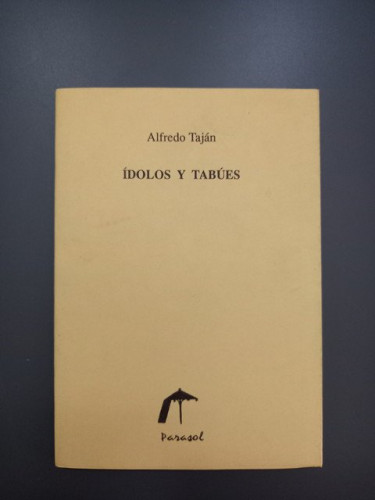 Alfredo Taján
ÍDOLOS Y TABÚES
Parasol